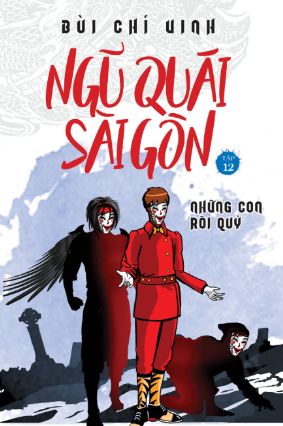 BÙI CHÍ VINH
NGŨ QUÁI
SÀI GÒN
TẬP
12
NHỮNG CON
RỐI QUỶ